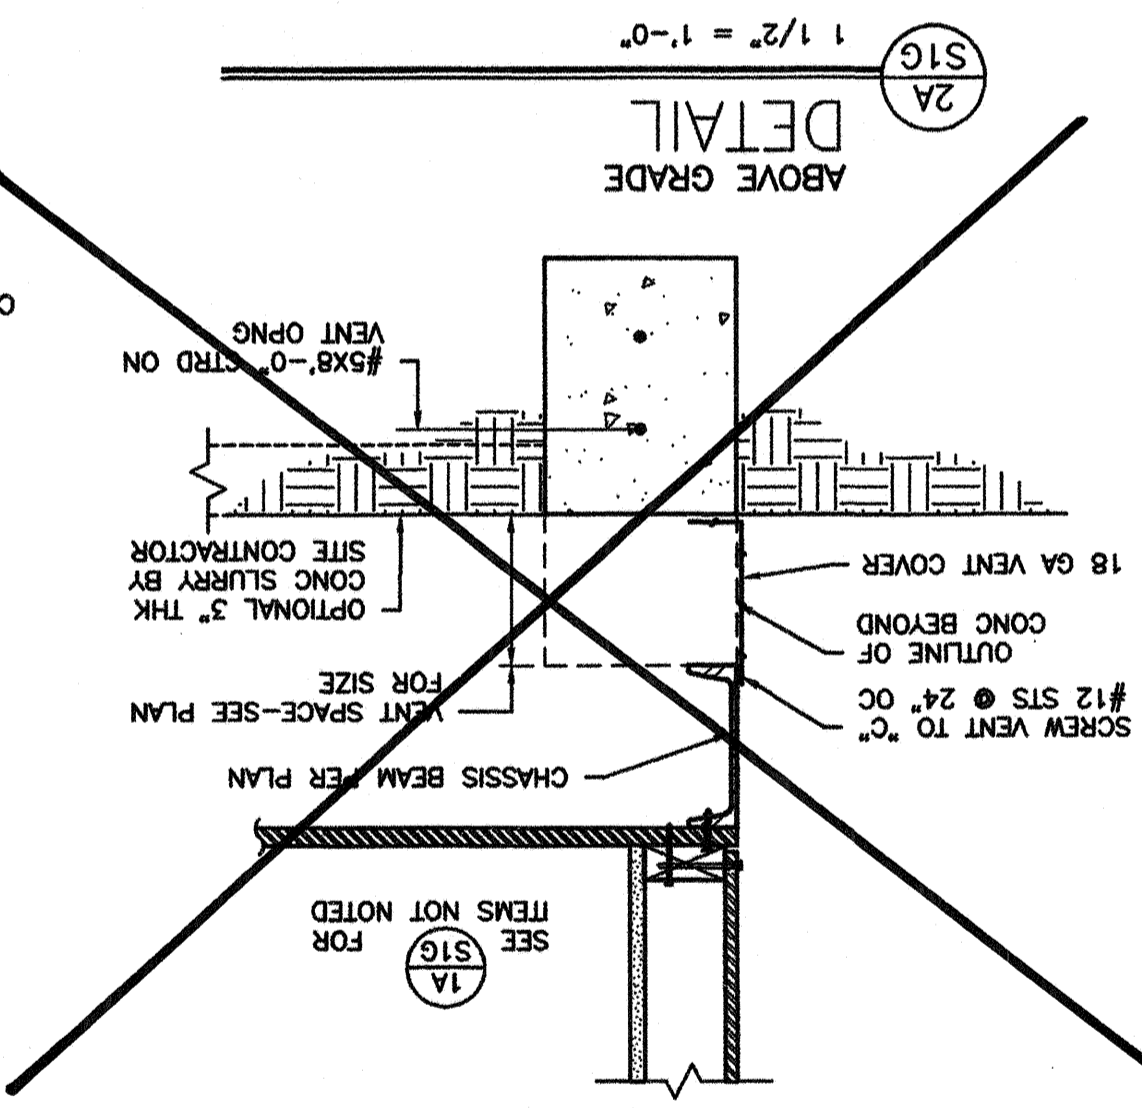 SEE 1A FOR
S1G
ITEMS NOT NOTED
CHASSIS BEAM PER PLAN
SCREW VENT TO "C"
#12 STS @ 24" OC
VENT SPACE-SEE PLAN
FOR SIZE
OUTLINE OF
CONC BEYOND
18 GA VENT COVER
OPTIONAL 3" THK
CONC SLURRY BY
SITE CONTRACTOR
#5X8'-0" CTRD ON
VENT OPNG
ABOVE GRADE
DETAIL
2A
S1G
1 1/2" = 1'-0"